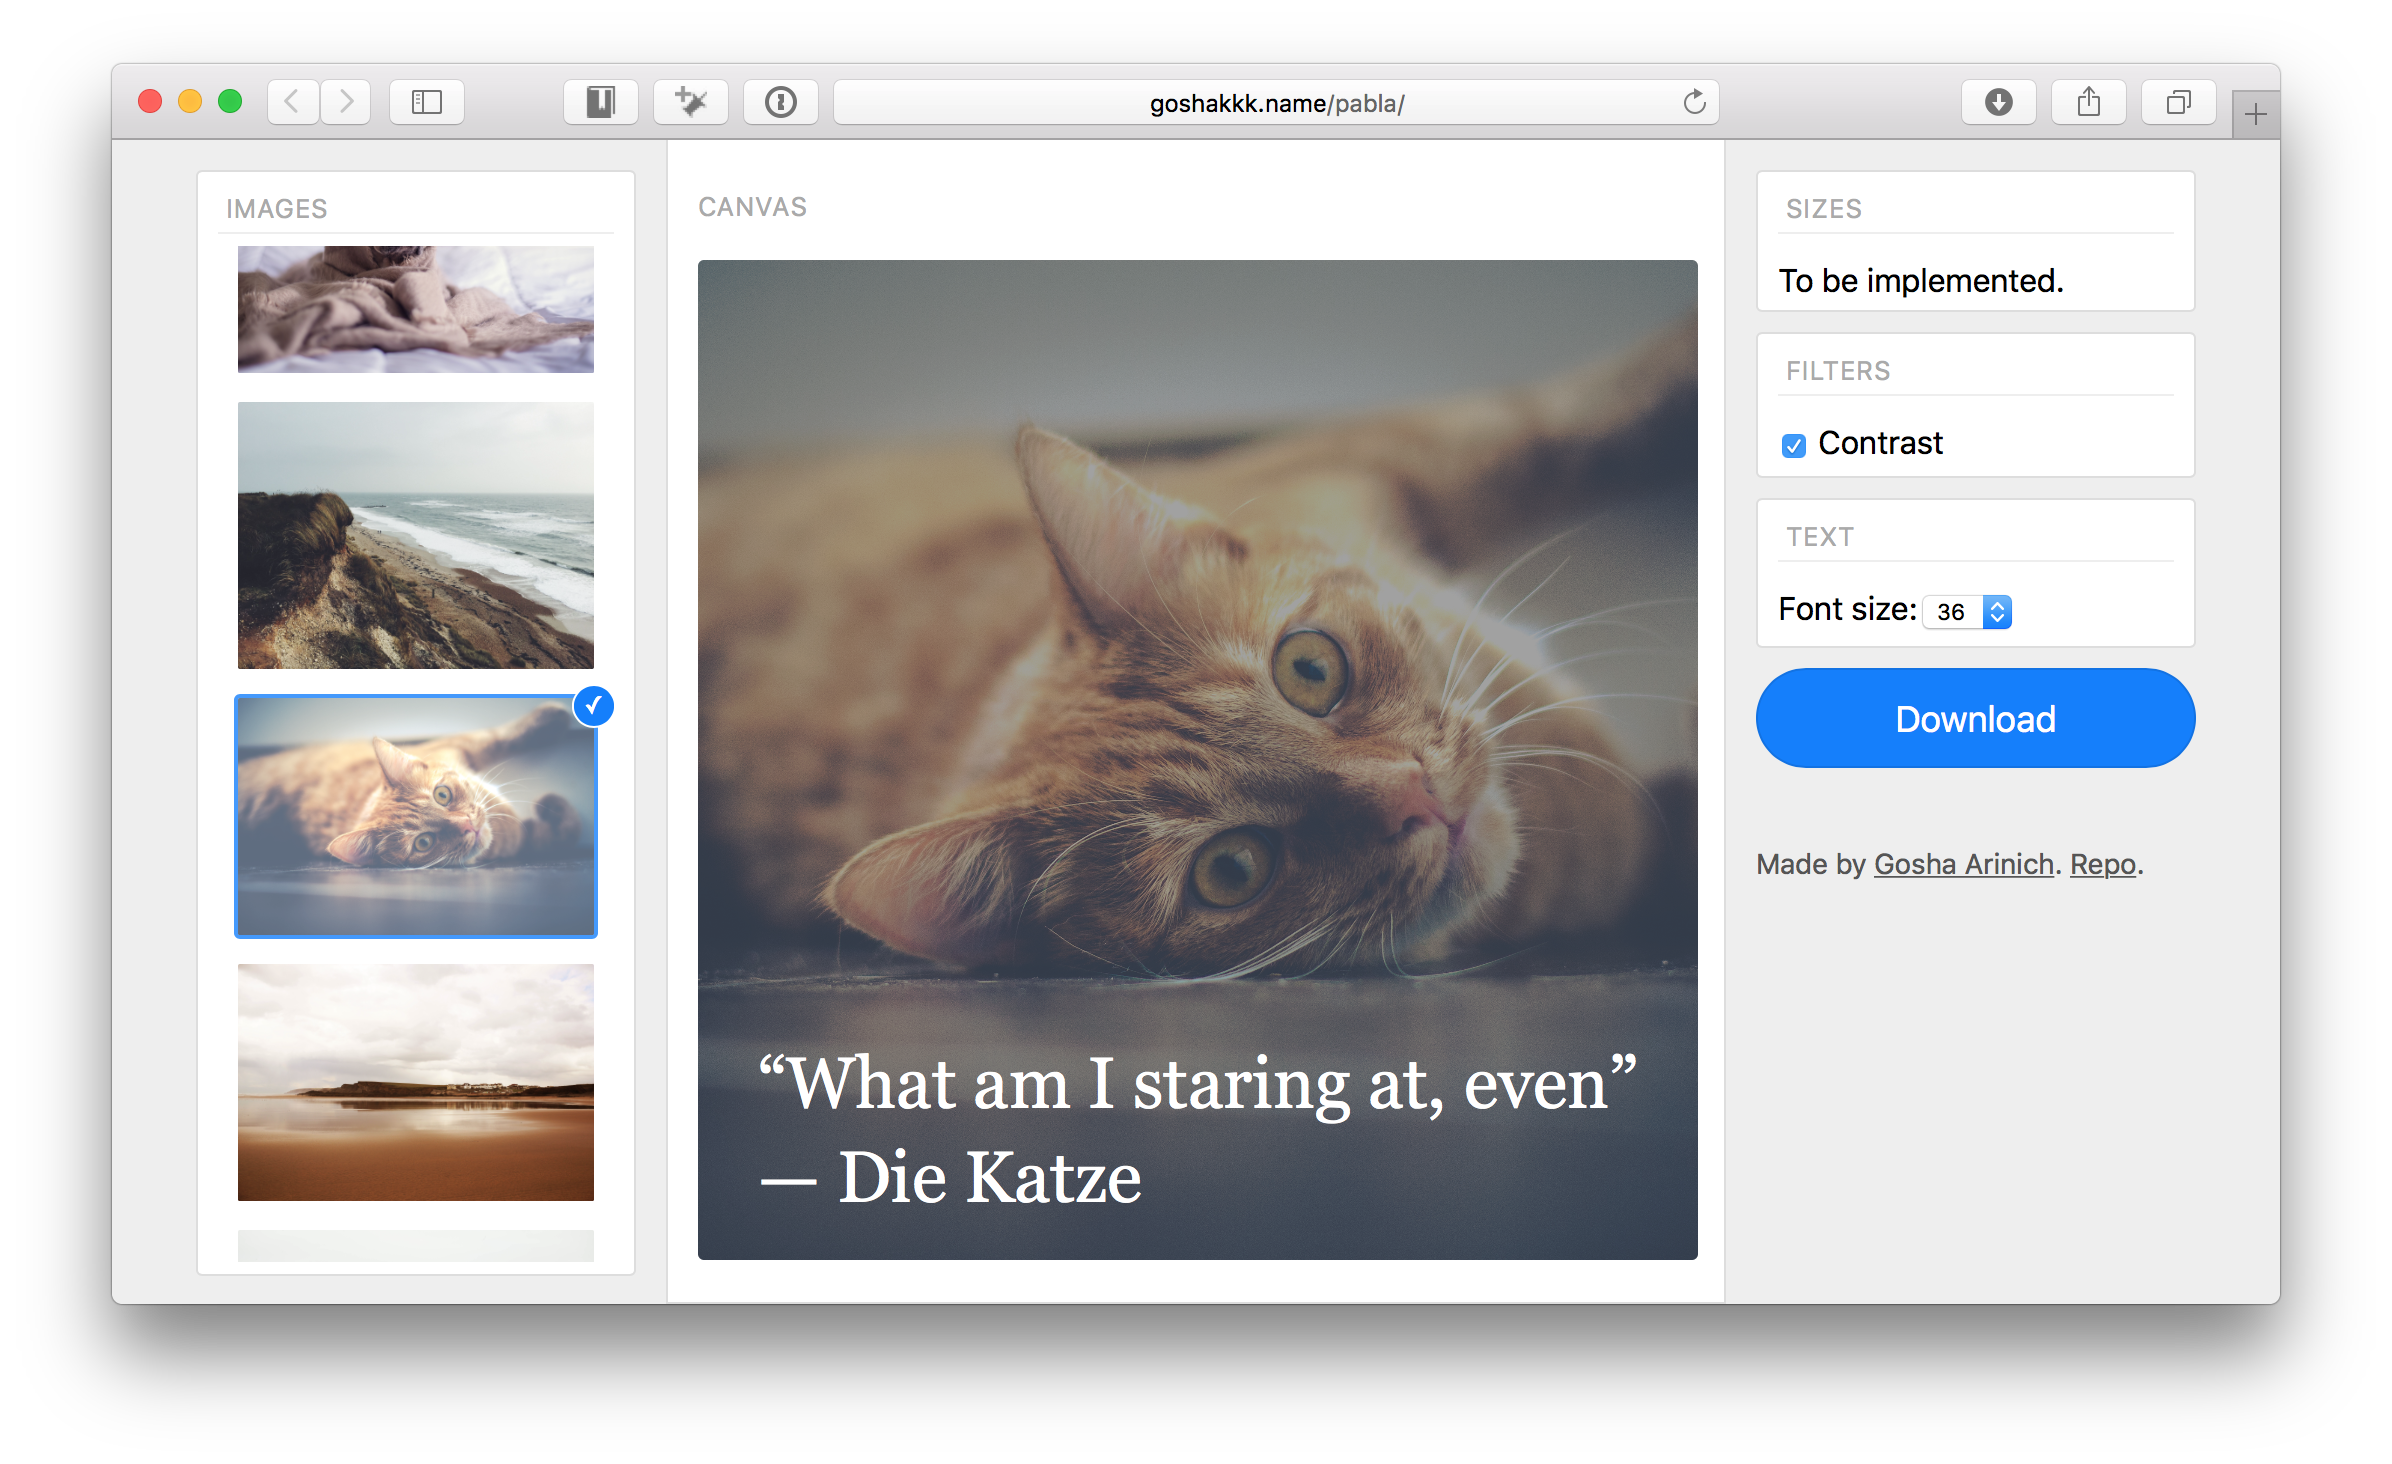 goshakkk.name/pabla/
IMAGES
CANVAS
“What am I staring at, even”
— Die Katze
SIZES
To be implemented.
FILTERS
Contrast
TEXT
Font size: 36
Download
Made by Gosha Arinich. Repo.